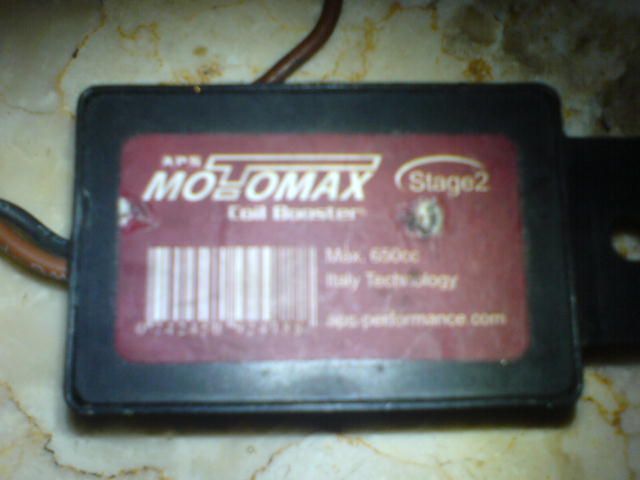 APS
MOTOMAX
Stage2
Coil Booster
Max. 650cc
Italy Technology
aps-performance.com